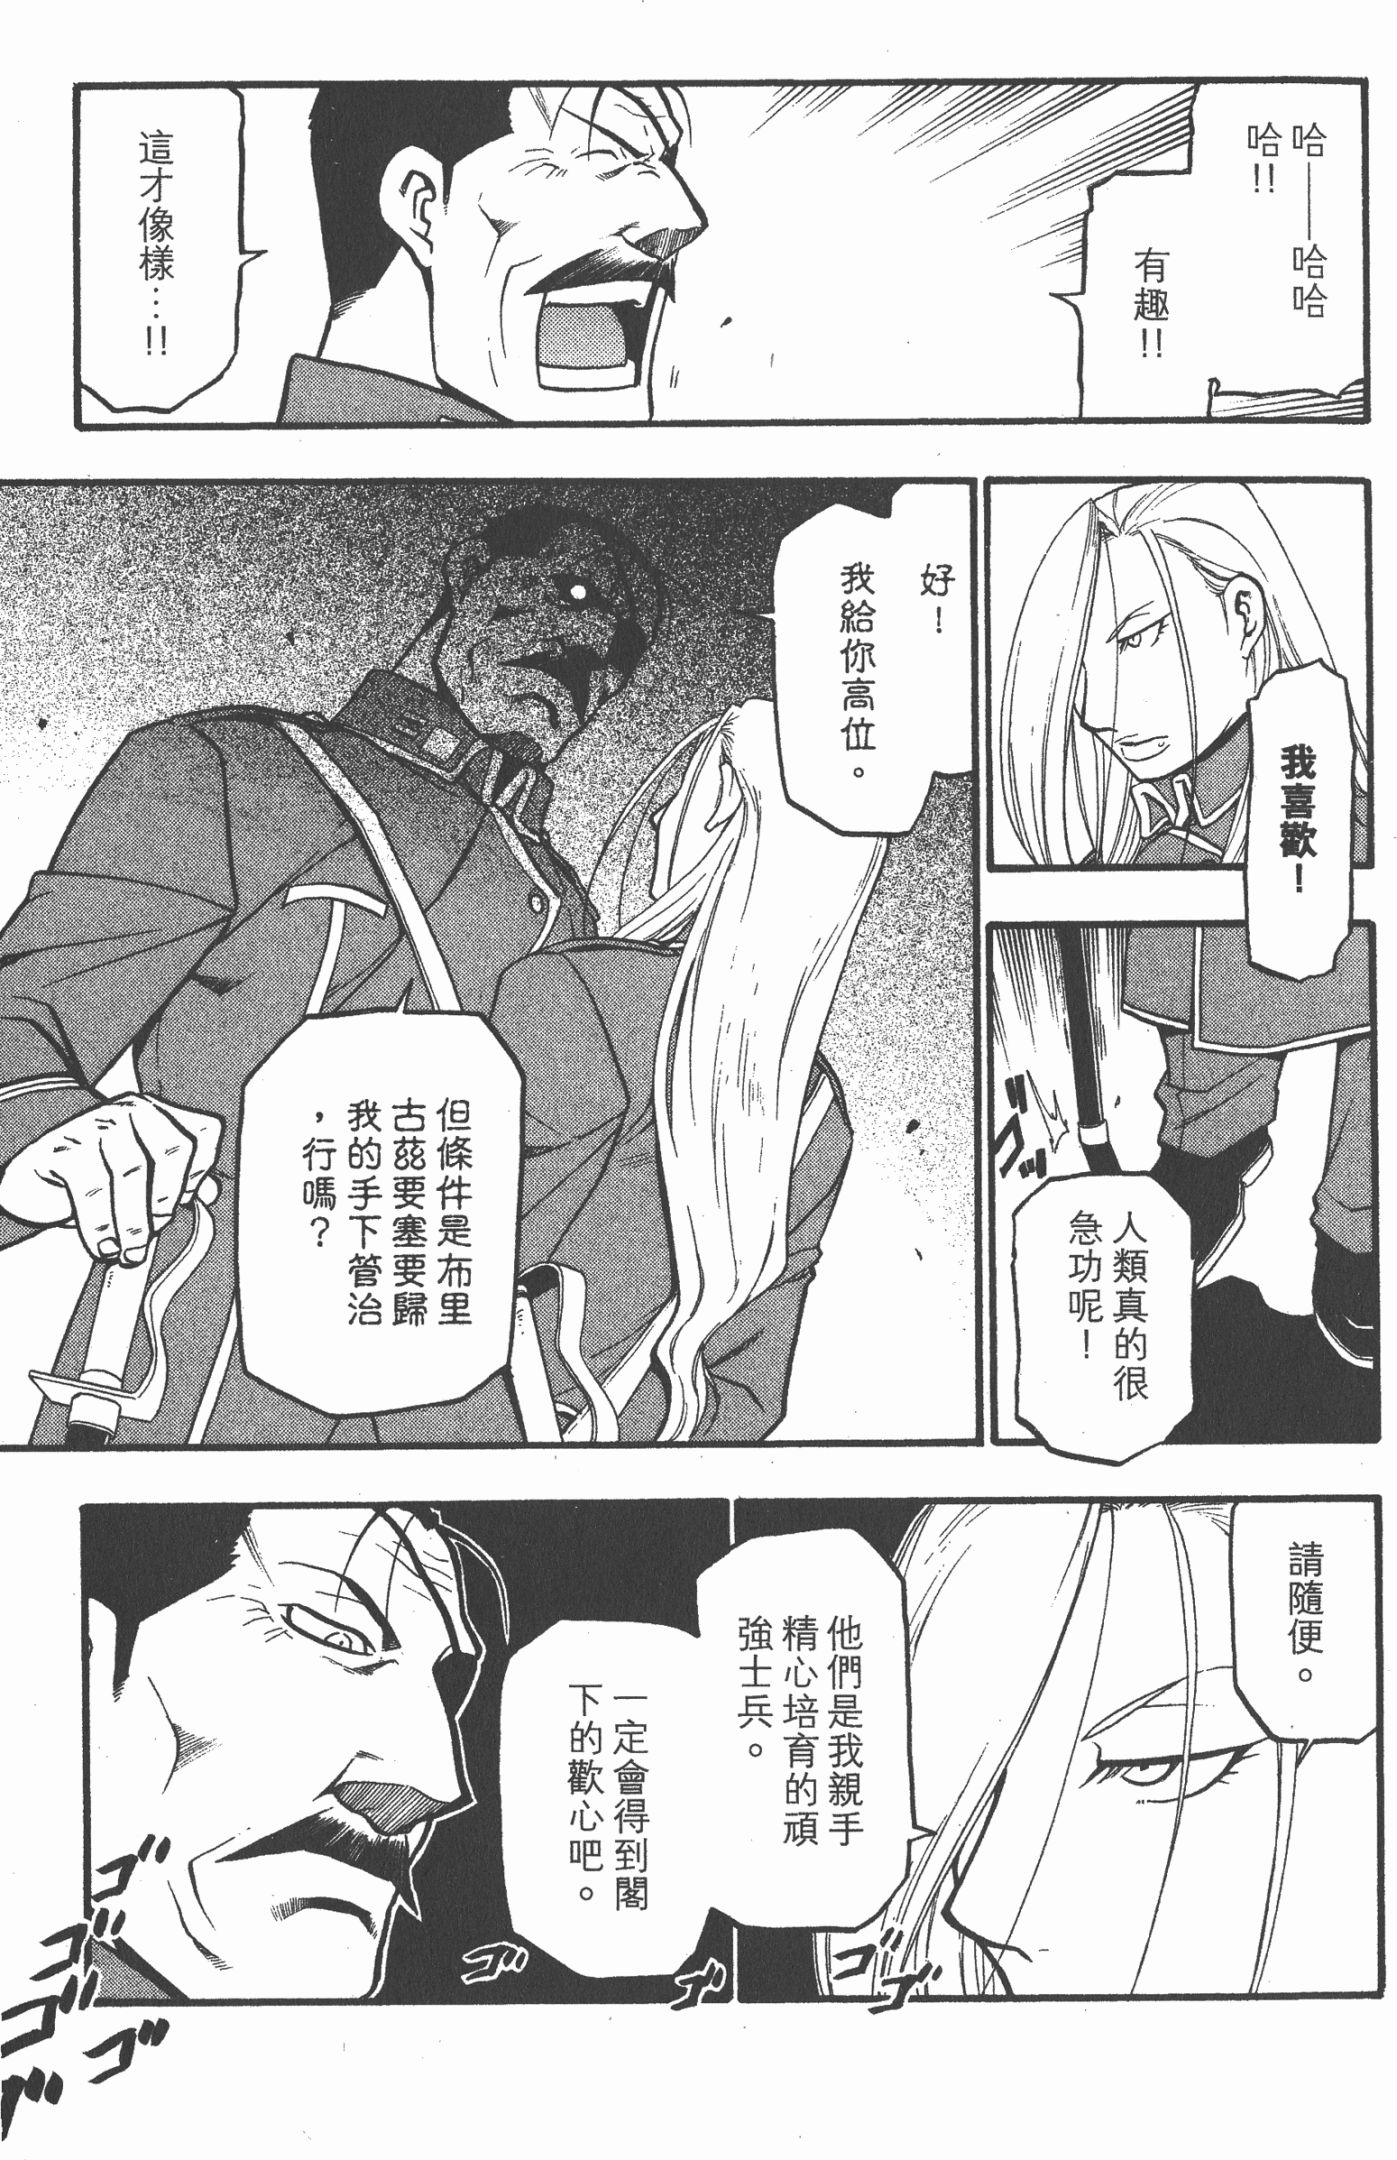 哈——哈哈
哈!!
有趣!!
這才像樣…!!
我喜歡！
人類真的很
急功呢！
ゴッ
好！
我給你高位。
但條件是布里
古茲要塞要歸
我的手下管治
，行嗎？
請隨便。
他們是我親手
精心培育的頑
強士兵。
一定會得到閣
下的歡心吧。
ゴ
ゴ
ゴ
ゴ
ゴ
ゴ
ゴ
ゴ
ゴ